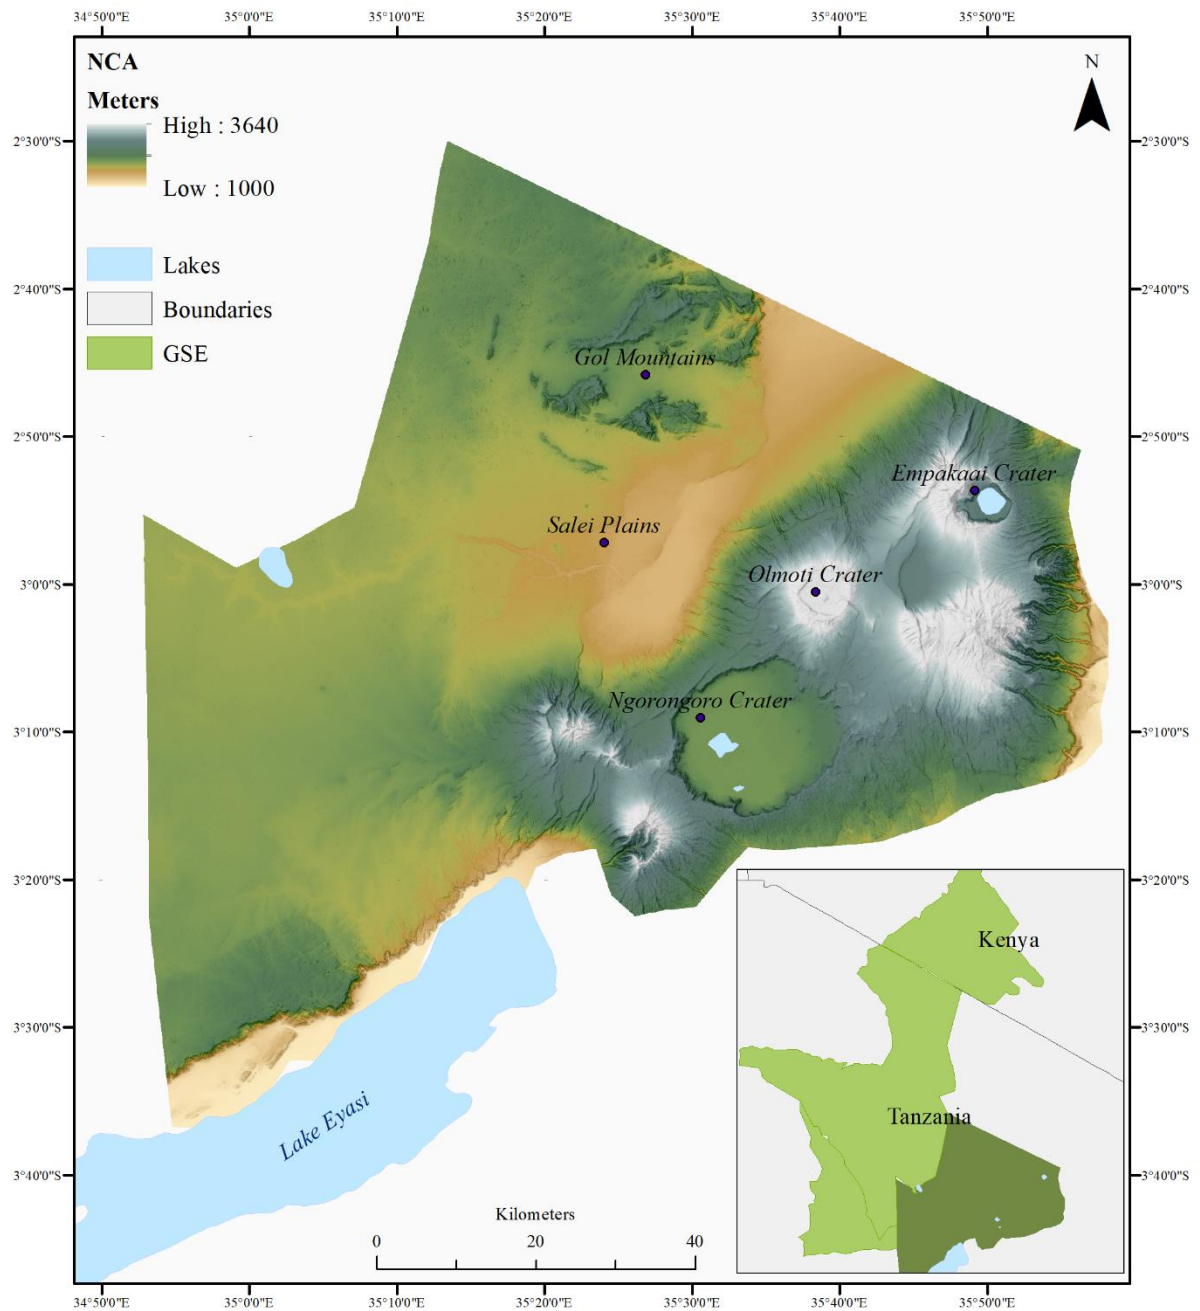 34°50'0"E 35°0'0"E 35°10'0"E 35°20'0"E 35°30'0"E 35°40'0"E 35°50'0"E
NCA
Meters
High : 3640
Low : 1000
Lakes
Boundaries
GSE
N
2°30'0"S 2°30'0"S
2°40'0"S 2°40'0"S
Gol Mountains
2°50'0"S 2°50'0"S
Empakaai Crater
Salei Plains
Olmoti Crater
3°0'0"S 3°0'0"S
Ngorongoro Crater
3°10'0"S 3°10'0"S
3°20'0"S 3°20'0"S
Kenya
3°30'0"S 3°30'0"S
Lake Eyasi
Tanzania
3°40'0"S 3°40'0"S
Kilometers
0 20 40
34°50'0"E 35°0'0"E 35°10'0"E 35°20'0"E 35°30'0"E 35°40'0"E 35°50'0"E